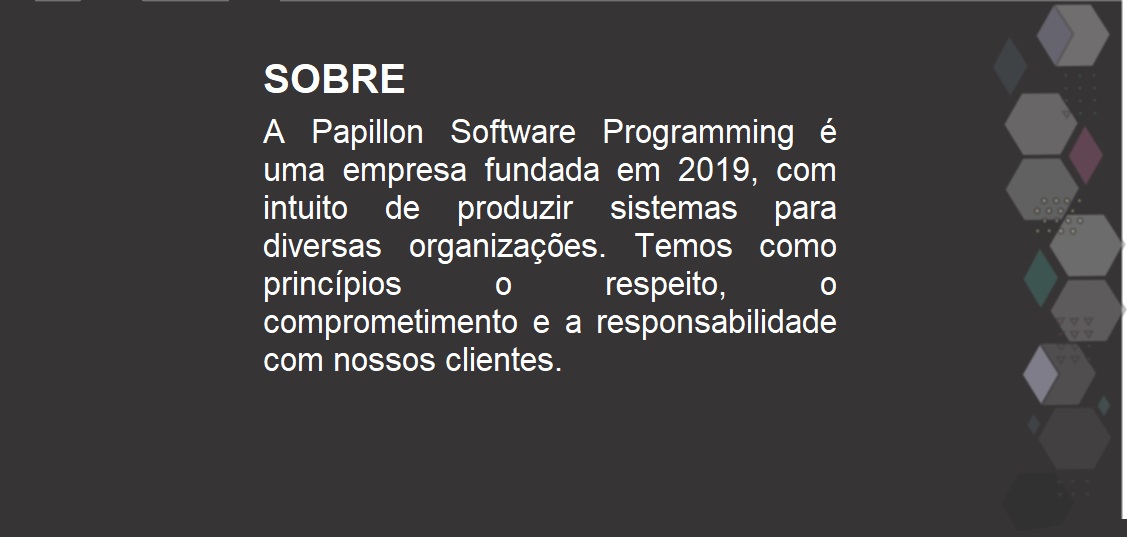 SOBRE
A Papillon Software Programming é
uma empresa fundada em 2019, com
intuito de produzir sistemas para
diversas organizações. Temos como
princípios o respeito, o
comprometimento e a responsabilidade
com nossos clientes.